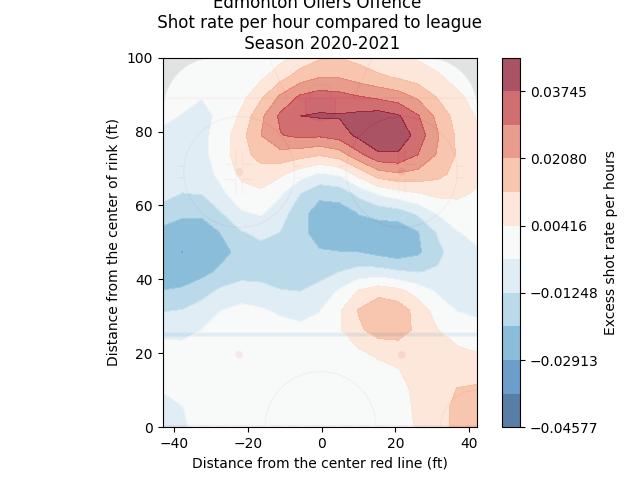 Edmonton Oilers Offence
Shot rate per hour compared to league
Season 2020-2021
100
80
60
40
20
0
−40
−20
0
20
40
Distance from the center of rink (ft)
Distance from the center red line (ft)
0.03745
0.02080
0.00416
−0.01248
−0.02913
−0.04577
Excess shot rate per hours